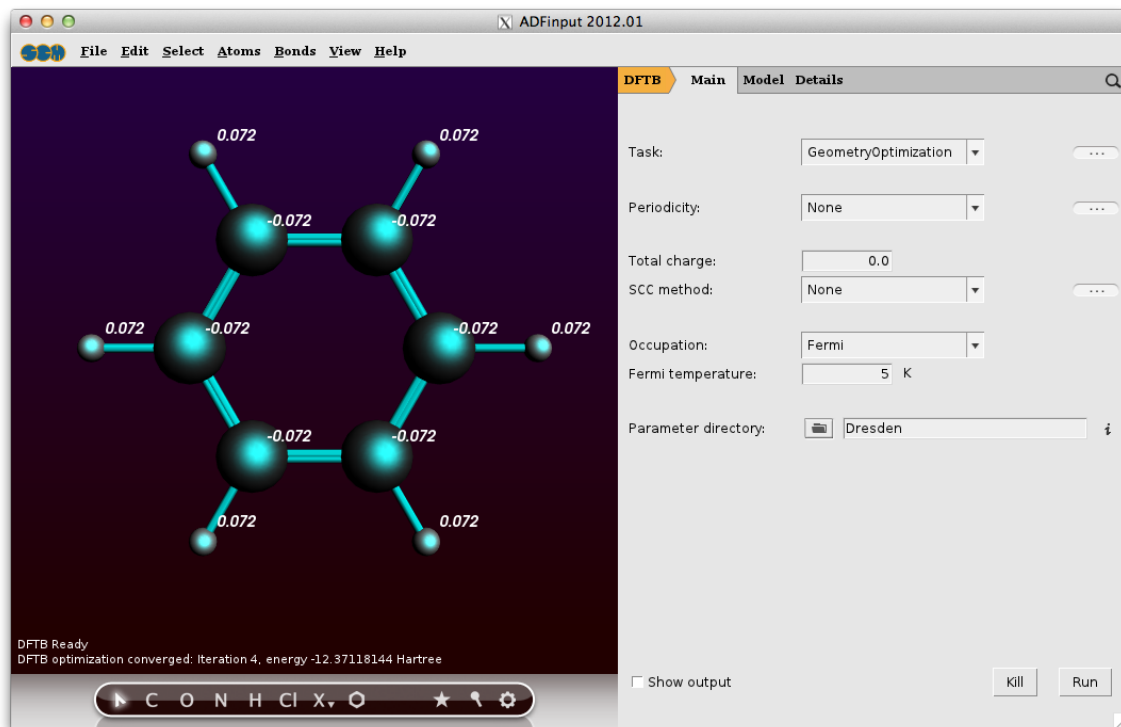 ADFinput 2012.01
SCM File Edit Select Atoms Bonds View Help
DFTB Main Model Details
0.072 0.072
-0.072 -0.072
0.072 -0.072 -0.072 0.072
-0.072 -0.072
0.072 0.072
Task: GeometryOptimization ...
Periodicity: None ...
Total charge: 0.0
SCC method: None ...
Occupation: Fermi
Fermi temperature: 5 K
Parameter directory: Dresden i
DFTB Ready
DFTB optimization converged: Iteration 4, energy -12.37118144 Hartree
C O N H Cl X
Show output Kill Run